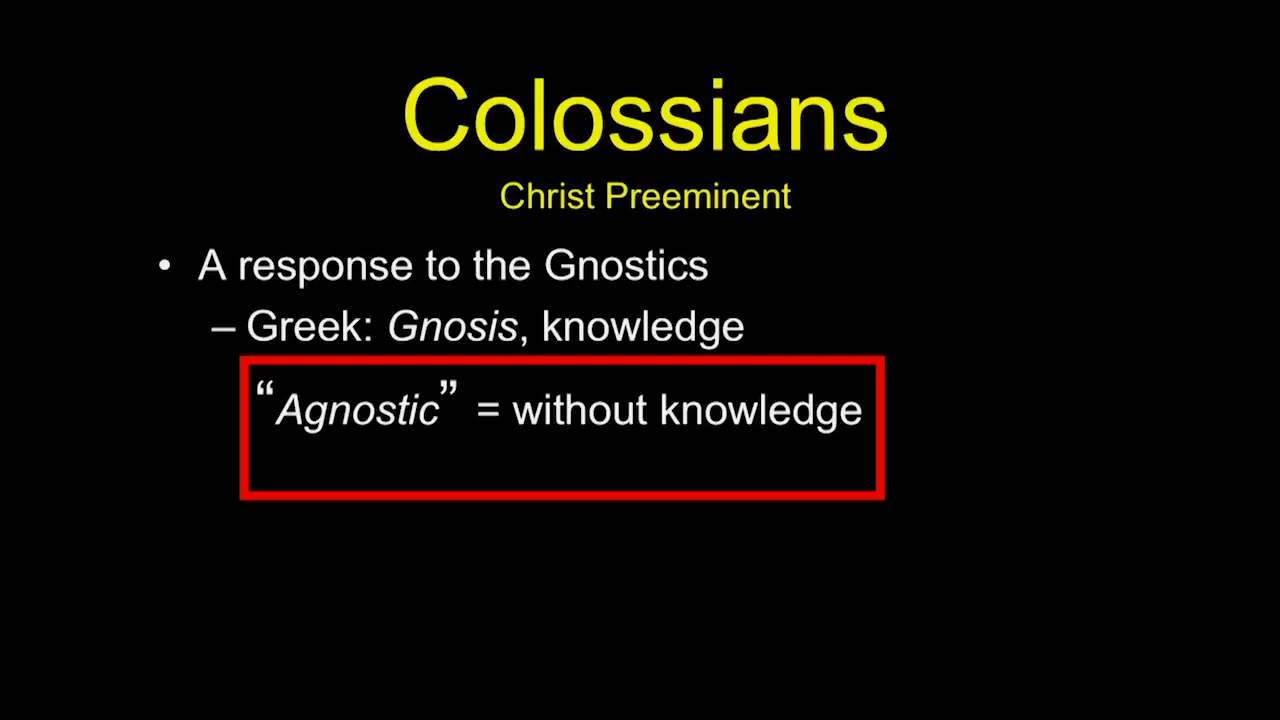 Colossians
Christ Preeminent
• A response to the Gnostics
– Greek: Gnosis, knowledge
“Agnostic” = without knowledge